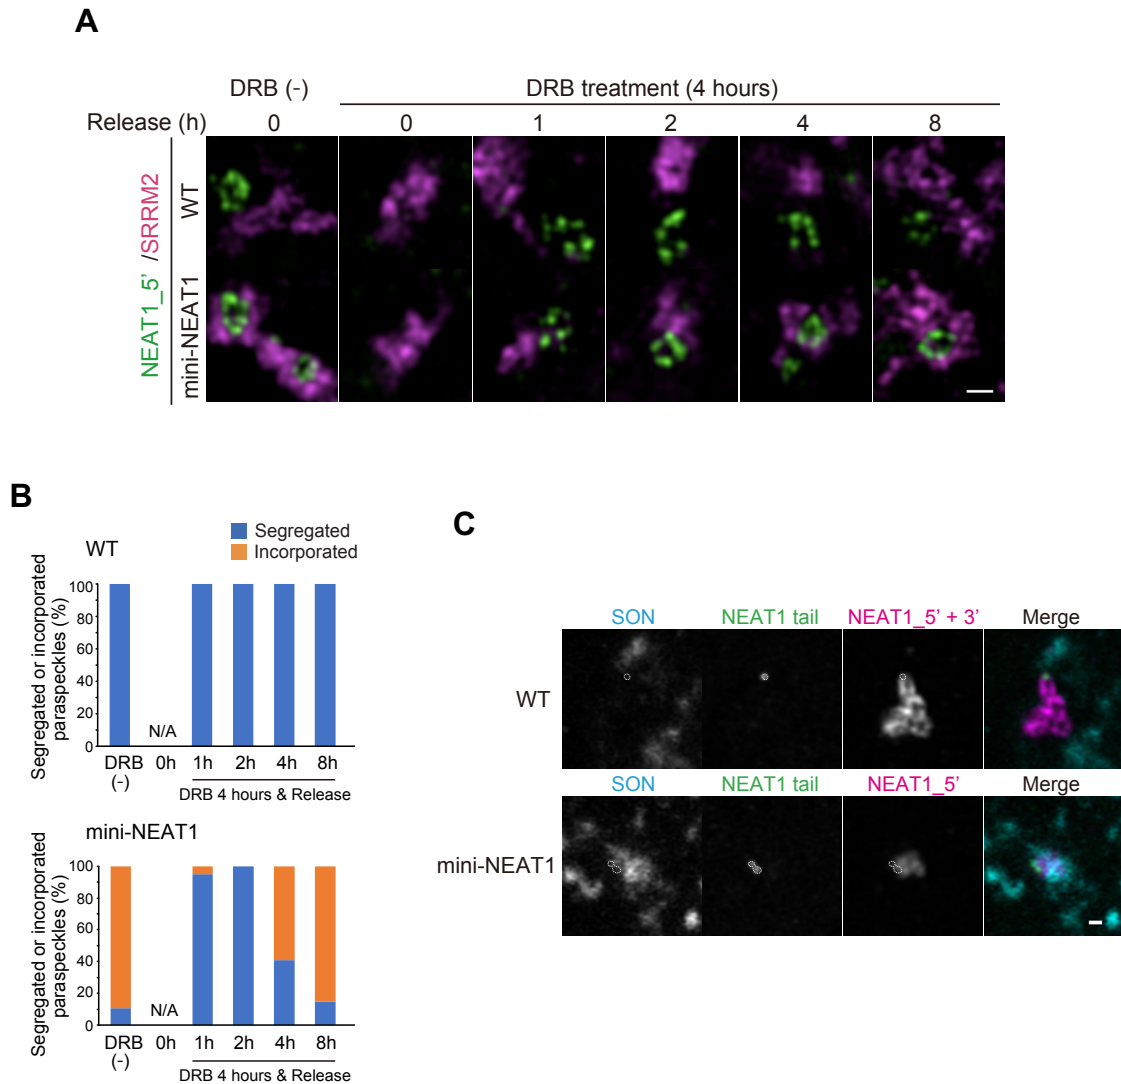 A
DRB (-)
DRB treatment (4 hours)
Release (h)
0
0
1
2
4
8
NEAT1_5’ /SRRM2
WT
mini-NEAT1
B
Segregated
Incorporated
WT
Segregated or incorporated
paraspeckles (%)
100
80
60
40
20
0
N/A
DRB
(-)
0h
1h
2h
4h
8h
DRB 4 hours & Release
mini-NEAT1
Segregated or incorporated
paraspeckles (%)
100
80
60
40
20
0
N/A
DRB
(-)
0h
1h
2h
4h
8h
DRB 4 hours & Release
C
SON
NEAT1 tail
NEAT1_5’ + 3’
Merge
WT
SON
NEAT1 tail
NEAT1_5’
Merge
mini-NEAT1